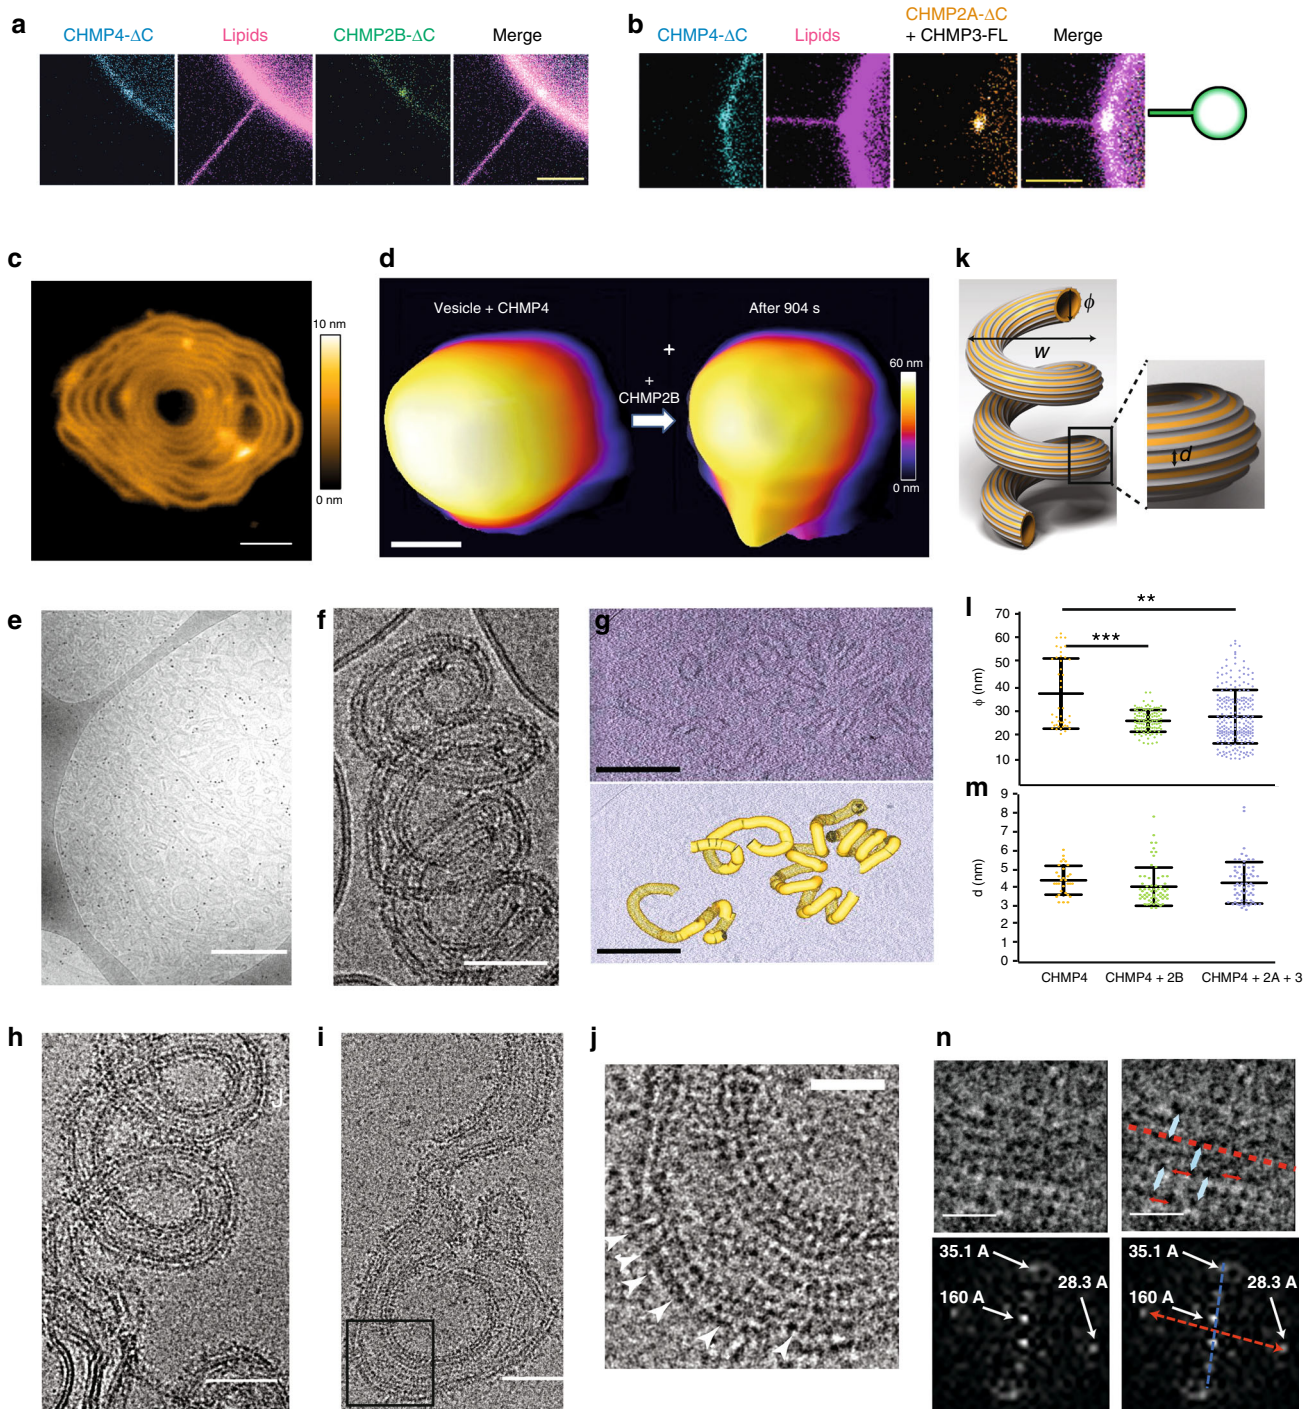 a
CHMP4-ΔC
Lipids
CHMP2B-ΔC
Merge
b
CHMP4-ΔC
Lipids
CHMP2A-ΔC
+ CHMP3-FL
Merge
c
10 nm
0 nm
d
Vesicle + CHMP4
+
+
CHMP2B
After 904 s
60 nm
0 nm
k
ϕ
W
d
e
f
g
l
ϕ (nm)
70
60
50
40
30
20
10
**
***
m
d (nm)
9
8
7
6
5
4
3
2
1
0
CHMP4
CHMP4 + 2B
CHMP4 + 2A + 3
h
i
j
n
35.1 A
160 A
28.3 A
35.1 A
160 A
28.3 A